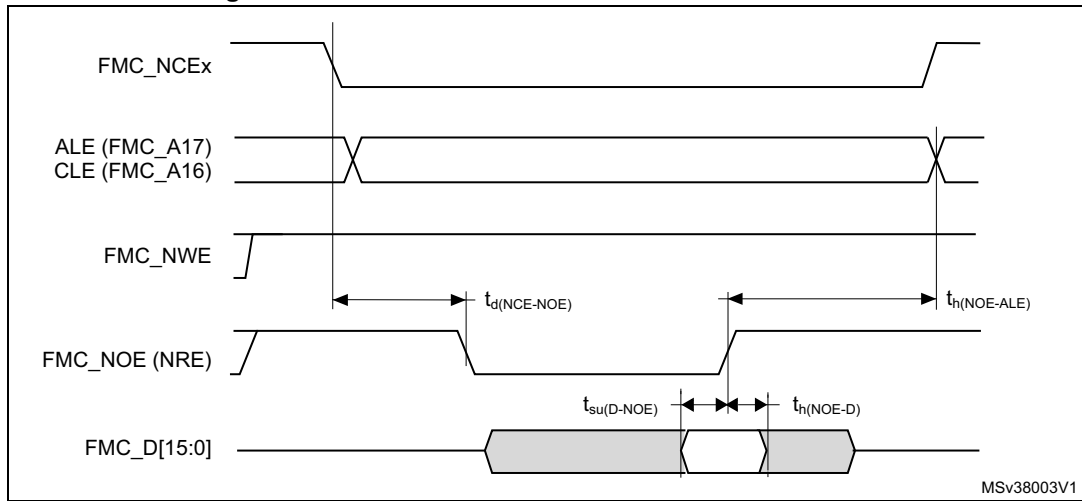 FMC_NCEx
ALE (FMC_A17)
CLE (FMC_A16)
FMC_NWE
td(NCE-NOE)
th(NOE-ALE)
FMC_NOE (NRE)
tsu(D-NOE)
th(NOE-D)
FMC_D[15:0]
MSv38003V1